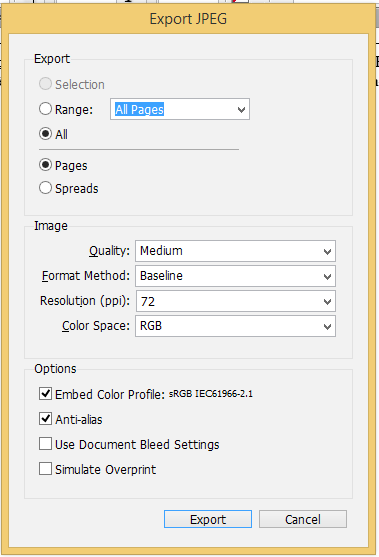 Export JPEG
Export
Selection
Range: All Pages
All
Pages
Spreads
Image
Quality: Medium
Format Method: Baseline
Resolution (ppi): 72
Color Space: RGB
Options
Embed Color Profile: sRGB IEC61966-2.1
Anti-alias
Use Document Bleed Settings
Simulate Overprint
Export Cancel